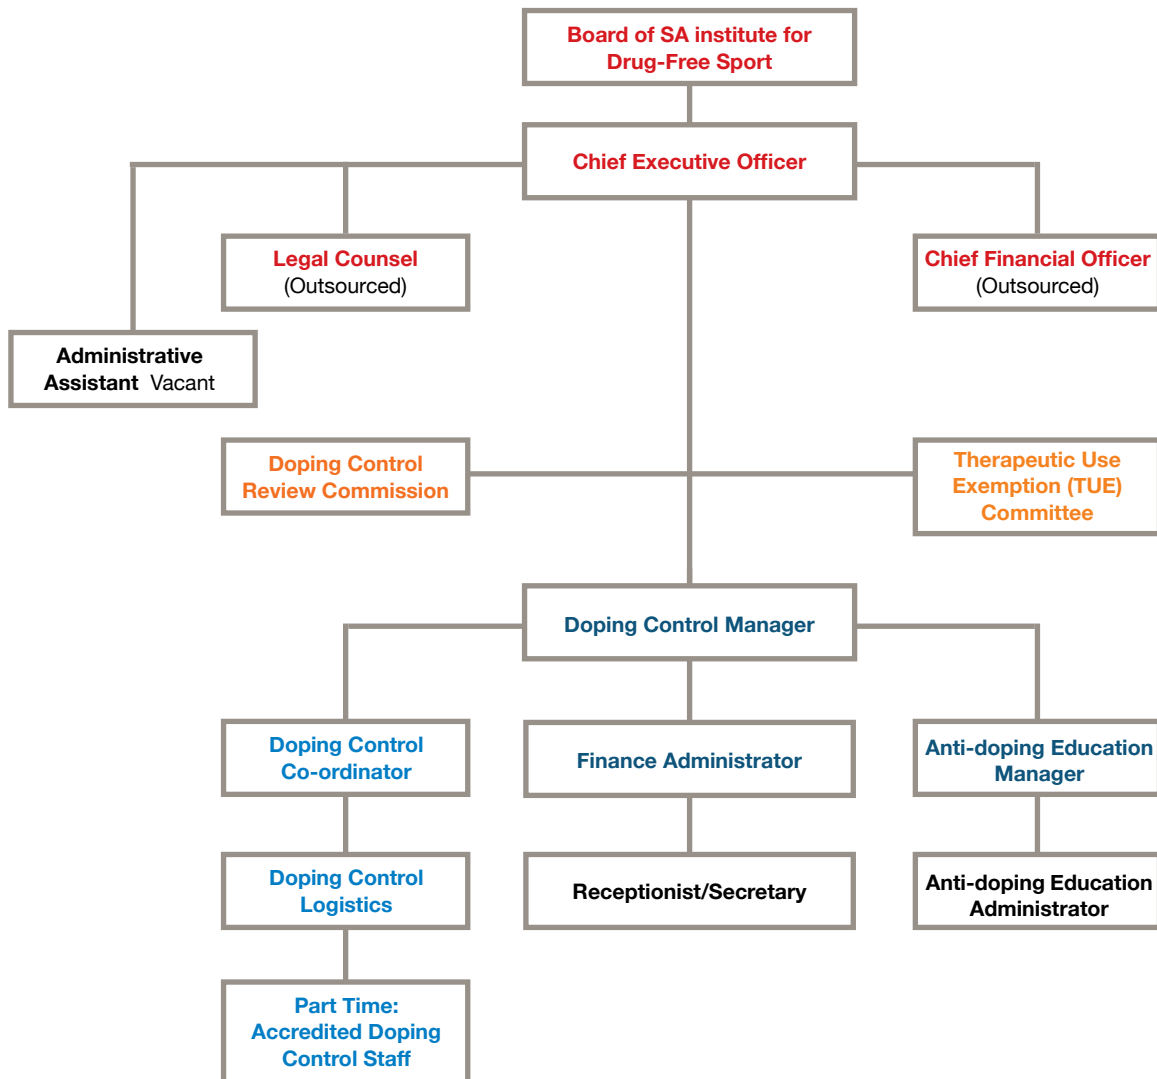 Board of SA institute for
Drug-Free Sport
Chief Executive Officer
Legal Counsel
(Outsourced)
Chief Financial Officer
(Outsourced)
Administrative
Assistant Vacant
Doping Control
Review Commission
Therapeutic Use
Exemption (TUE)
Committee
Doping Control Manager
Doping Control
Co-ordinator
Finance Administrator
Anti-doping Education
Manager
Doping Control
Logistics
Receptionist/Secretary
Anti-doping Education
Administrator
Part Time:
Accredited Doping
Control Staff